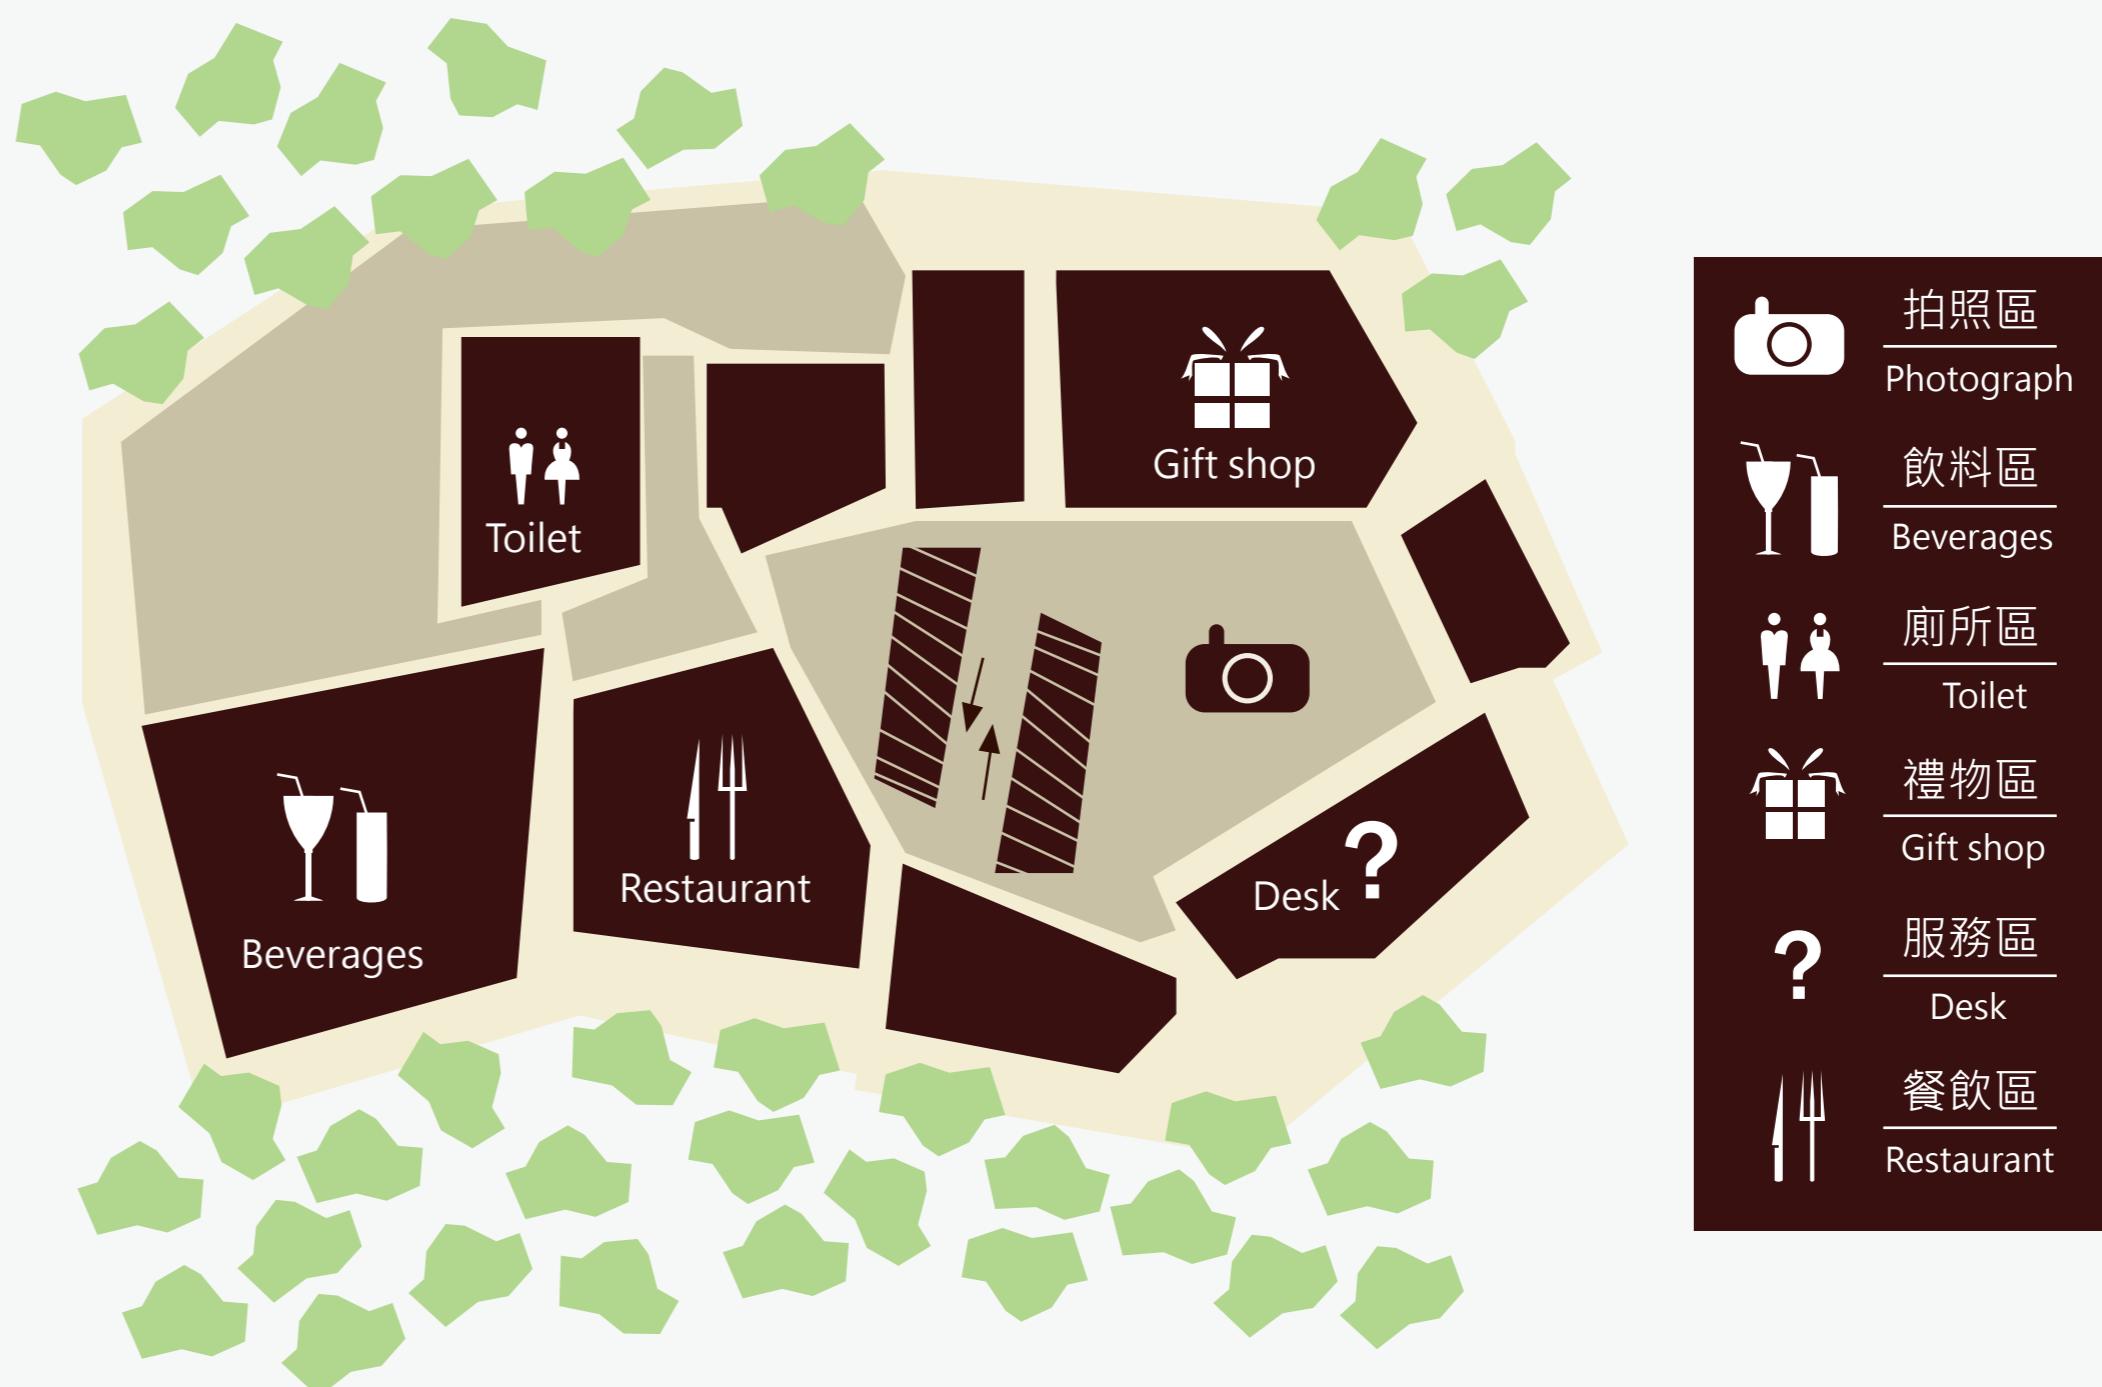 Gift shop
Toilet
Restaurant
Desk
?
Beverages
拍照區
Photograph
飲料區
Beverages
廁所區
Toilet
禮物區
Gift shop
?
服務區
Desk
餐飲區
Restaurant